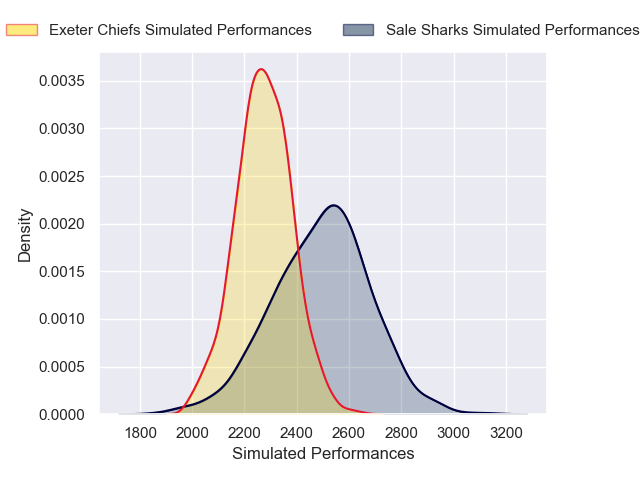 Exeter Chiefs Simulated Performances Sale Sharks Simulated Performances
0.0035
0.0030
0.0025
0.0020
0.0015
0.0010
0.0005
0.0000
Density
1800 2000 2200 2400 2600 2800 3000 3200
Simulated Performances